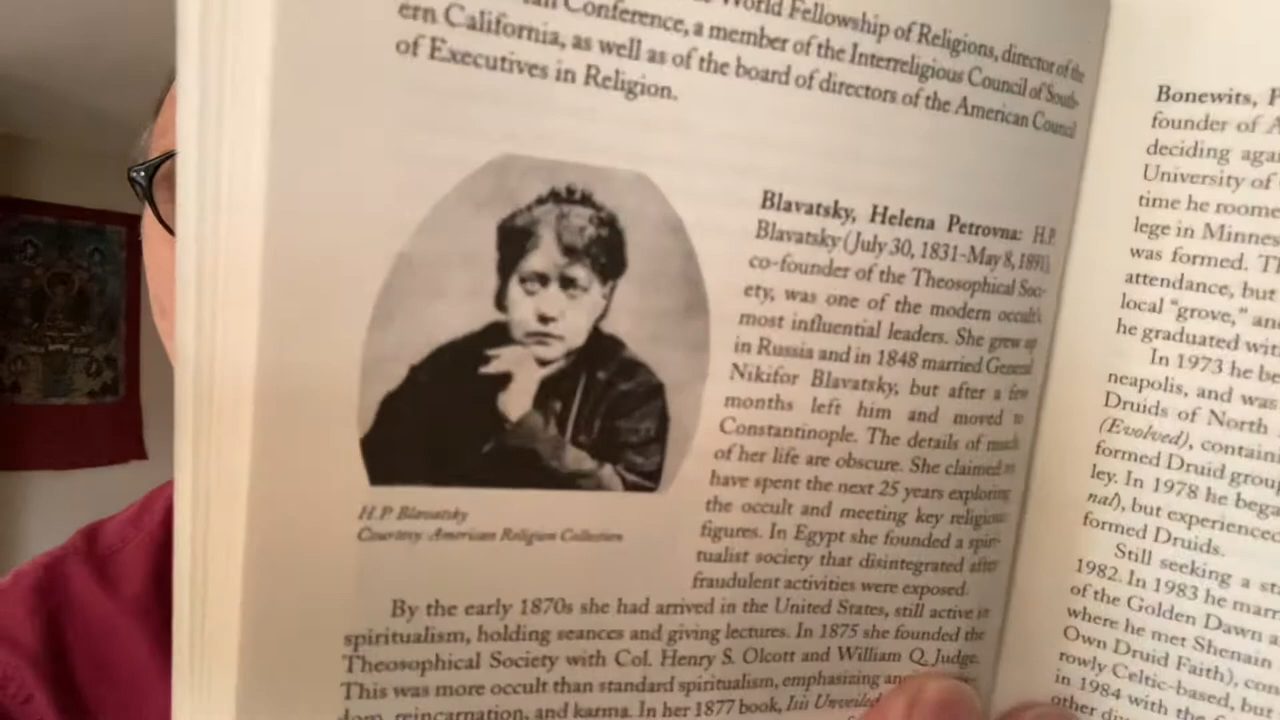 World Fellowship of Religions, director of the
Conference, a member of the Interreligious Council of South-
ern California, as well as of the board of directors of the American Council
of Executives in Religion.
H.P. Blavatsky
Courtesy: American Religion Collection
Blavatsky, Helena Petrovna: H.P.
Blavatsky (July 30, 1831-May 8, 1891),
co-founder of the Theosophical Soci-
ety, was one of the modern occult's
most influential leaders. She grew up
in Russia and in 1848 married General
Nikifor Blavatsky, but after a few
months left him and moved to
Constantinople. The details of much
of her life are obscure. She claimed to
have spent the next 25 years exploring
the occult and meeting key religious
figures. In Egypt she founded a spiri-
tualist society that disintegrated after
fraudulent activities were exposed.
By the early 1870s she had arrived in the United States, still active in
spiritualism, holding seances and giving lectures. In 1875 she founded the
Theosophical Society with Col. Henry S. Olcott and William Q. Judge.
This was more occult than standard spiritualism, emphasizing
reincarnation, and karma. In her 1877 book, Isis Unveiled
Bonewits,
founder of
deciding
University of
time he roome
lege in Minnes
was formed.
attendance, but
local "grove,"
he graduated
In 1973 he
neapolis, and was
Druids of North
(Evolved), contain
formed Druid group
ley. In 1978 he began
nal), but experienced
formed Druids.
Still seeking a
1982. In 1983 he
of the Golden Dawn
where he met Shenain
Own Druid Faith),
rowly Celtic-based, but
in 1984 with the
other